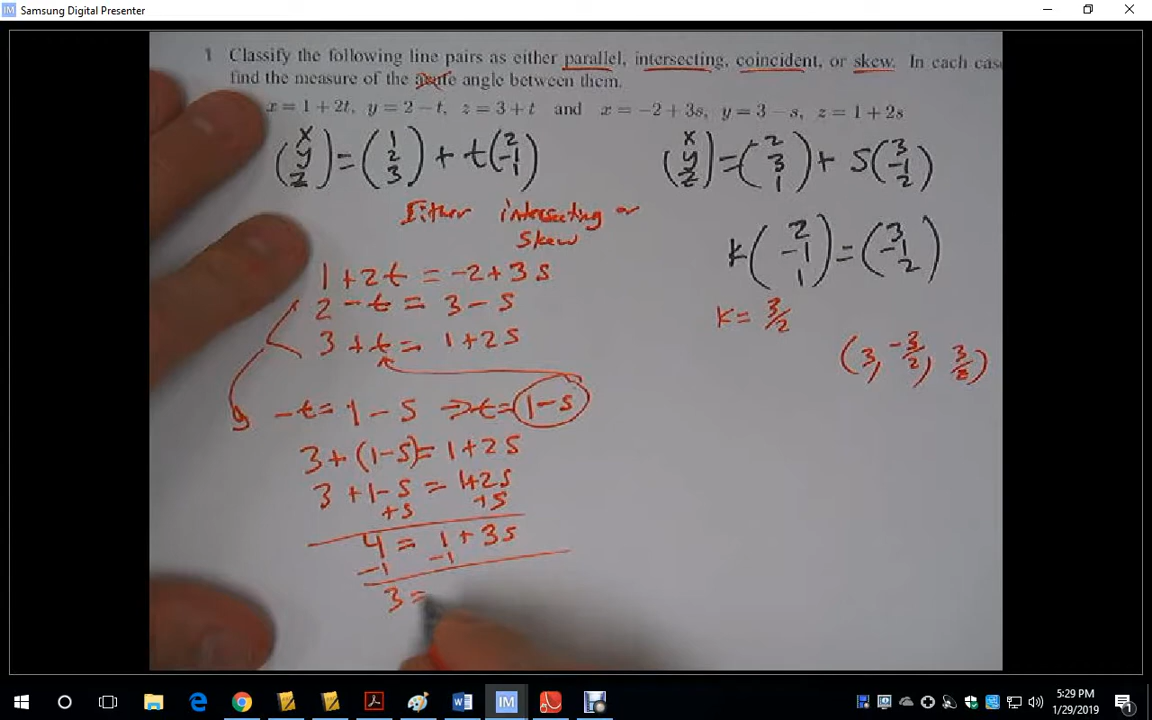 Samsung Digital Presenter
1 Classify the following line pairs as either parallel, intersecting, coincident, or skew. In each case
find the measure of the acute angle between them.
x = 1 + 2t, y = 2 − t, z = 3 + t and x = −2 + 3s, y = 3 − s, z = 1 + 2s
(x y z) = (1 2 3) + t(2 -1 1)
(x y z) = (-2 3 1) + s(3 -1 2)
Either intersecting or
skew
K(2 -1 1) = (3 -1 2)
K = 3/2
(3, -3/2, 3/2)
1 + 2t = -2 + 3s
2 - t = 3 - s
3 + t = 1 + 2s
-t = 1 - s => t = 1 - s
3 + (1 - s) = 1 + 2s
3 + 1 - s = 1 + 2s
+s +s
4 = 1 + 3s
-1 -1
3 =
5:29 PM
1/29/2019